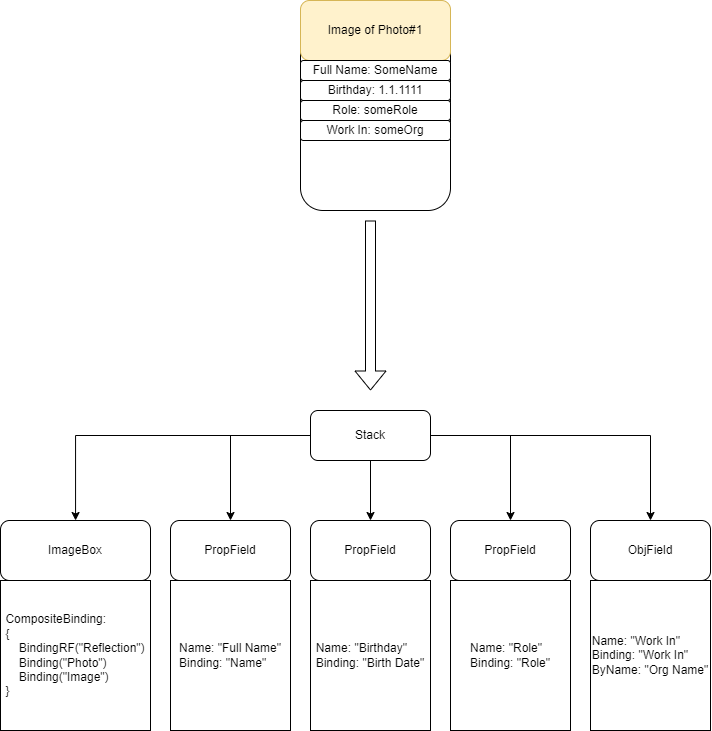 Image of Photo#1
Full Name: SomeName
Birthday: 1.1.1111
Role: someRole
Work In: someOrg
Stack
ImageBox
PropField
PropField
PropField
ObjField
CompositeBinding:
{
BindingRF("Reflection")
Binding("Photo")
Binding("Image")
}
Name: "Full Name"
Binding: "Name"
Name: "Birthday"
Binding: "Birth Date"
Name: "Role"
Binding: "Role"
Name: "Work In"
Binding: "Work In"
ByName: "Org Name"